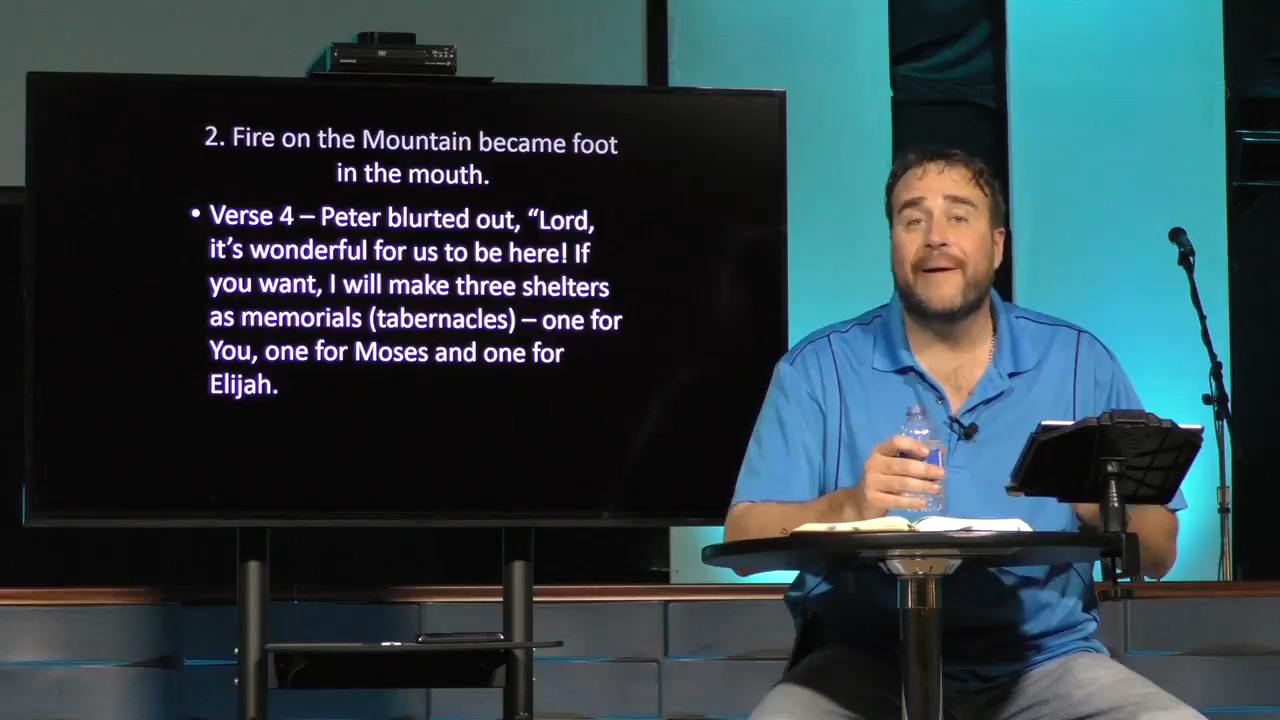 2. Fire on the Mountain became foot
in the mouth.
• Verse 4 – Peter blurted out, “Lord,
it’s wonderful for us to be here! If
you want, I will make three shelters
as memorials (tabernacles) – one for
You, one for Moses and one for
Elijah.